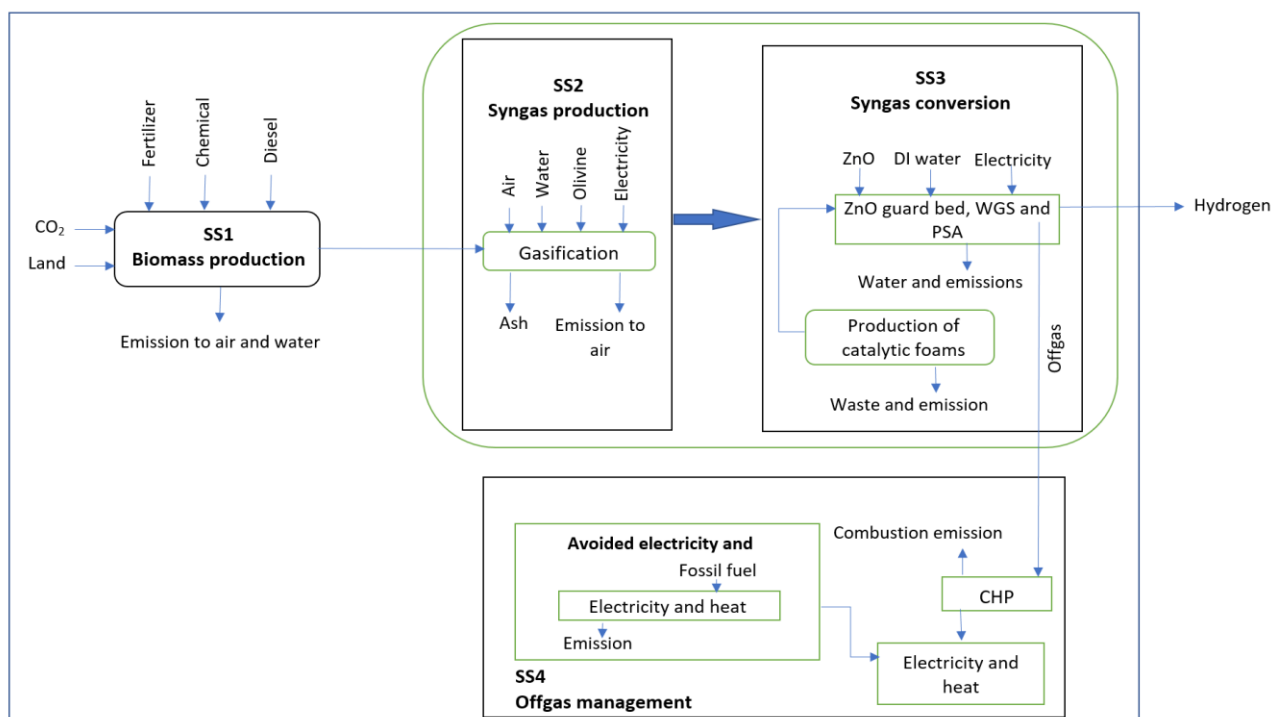 Fertilizer
Chemical
Diesel
CO₂
Land
SS1
Biomass production
Emission to air and water
SS2
Syngas production
Air
Water
Olivine
Electricity
Gasification
Ash
Emission to
air
SS3
Syngas conversion
ZnO
DI water
Electricity
ZnO guard bed, WGS and
PSA
Water and emissions
Production of
catalytic foams
Waste and emission
Offgas
Hydrogen
Avoided electricity and
Fossil fuel
Electricity and heat
Emission
SS4
Offgas management
Combustion emission
CHP
Electricity and
heat